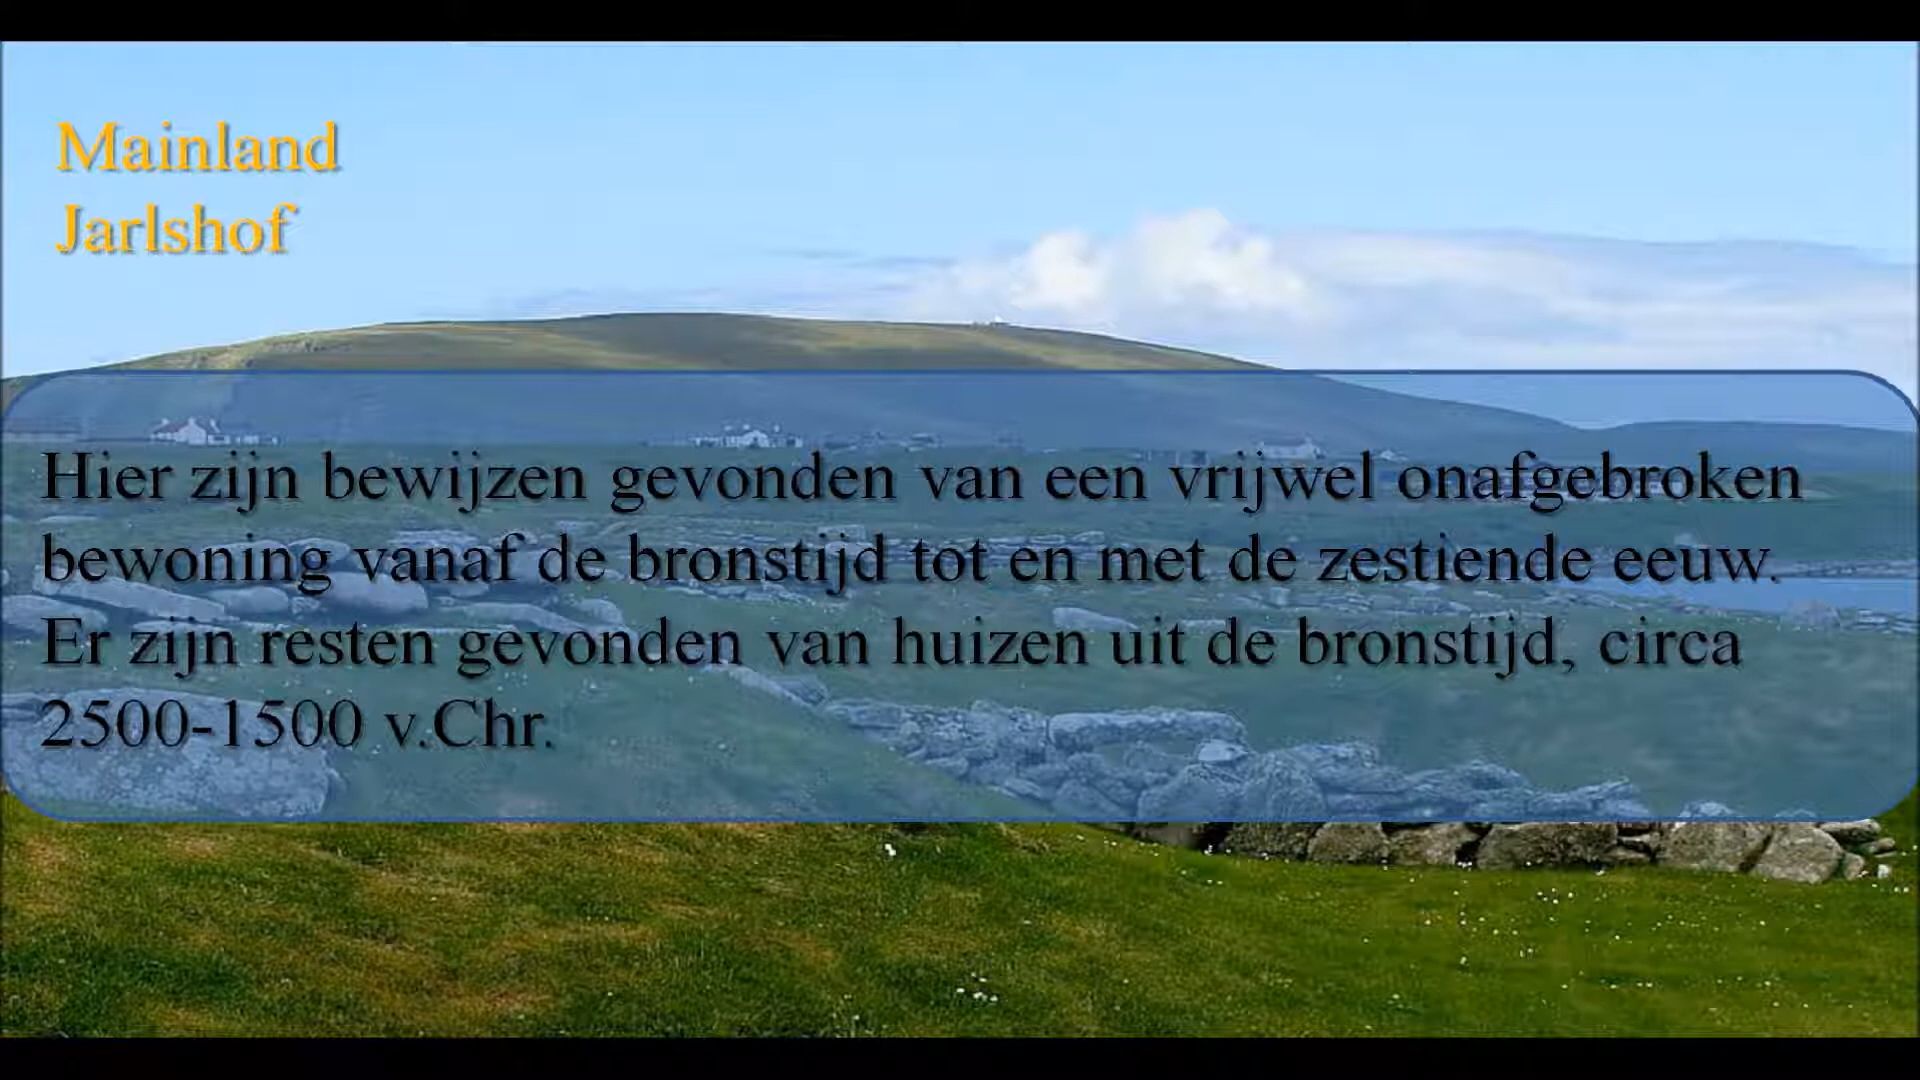 Mainland
Jarlshof
Hier zijn bewijzen gevonden van een vrijwel onafgebroken
bewoning vanaf de bronstijd tot en met de zestiende eeuw.
Er zijn resten gevonden van huizen uit de bronstijd, circa
2500-1500 v.Chr.